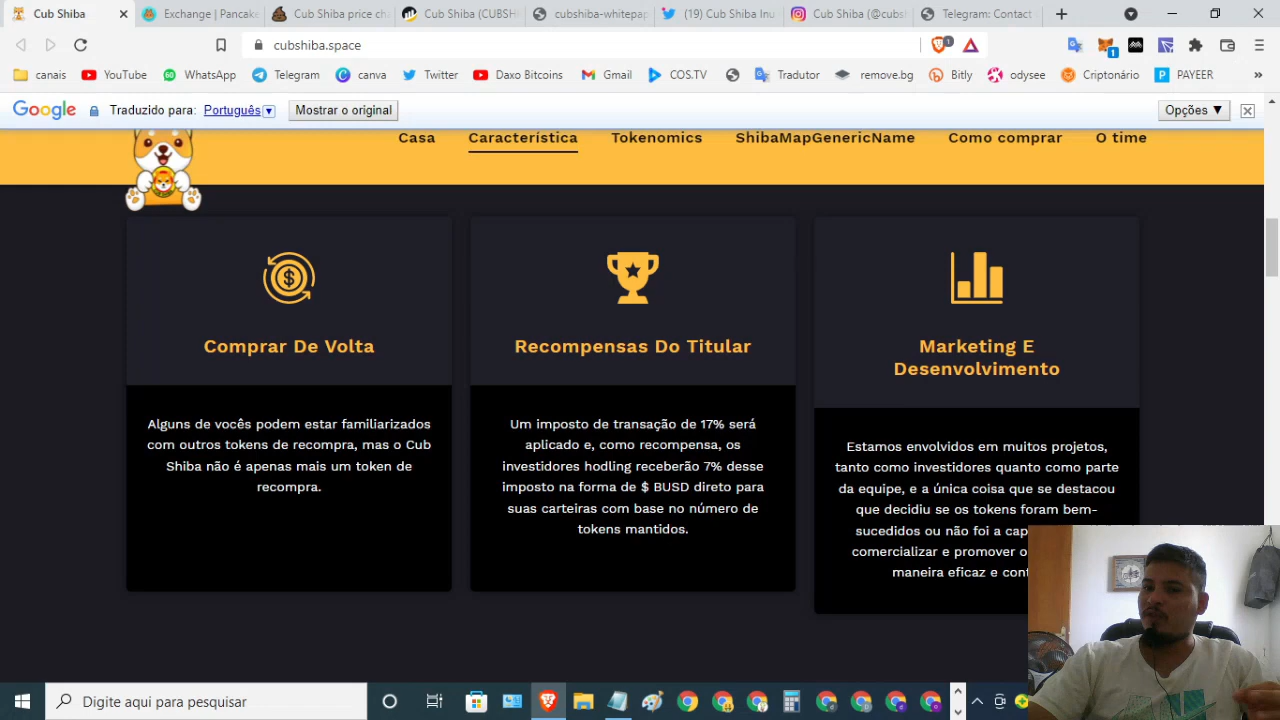 Cub Shiba
Exchange | Pancake
Cub Shiba price cha
Cub Shiba (CUBSHI
cubshiba-whitepap
(19) Cub Shiba Inu
Cub Shiba (@cubsh
Telegram: Contact
cubshiba.space
1
1
canais
YouTube
WhatsApp
Telegram
canva
Twitter
Daxo Bitcoins
Gmail
COS.TV
Tradutor
remove.bg
Bitly
odysee
Criptonário
PAYEER
»
Google
Traduzido para:
Português
Mostrar o original
Opções ▼
Casa
Característica
Tokenomics
ShibaMapGenericName
Como comprar
O time
Comprar De Volta
Alguns de vocês podem estar familiarizados
com outros tokens de recompra, mas o Cub
Shiba não é apenas mais um token de
recompra.
Recompensas Do Titular
Um imposto de transação de 17% será
aplicado e, como recompensa, os
investidores hodling receberão 7% desse
imposto na forma de $ BUSD direto para
suas carteiras com base no número de
tokens mantidos.
Marketing E
Desenvolvimento
Estamos envolvidos em muitos projetos,
tanto como investidores quanto como parte
da equipe, e a única coisa que se destacou
que decidiu se os tokens foram bem-
sucedidos ou não foi a cap
comercializar e promover o
maneira eficaz e cont
Digite aqui para pesquisar